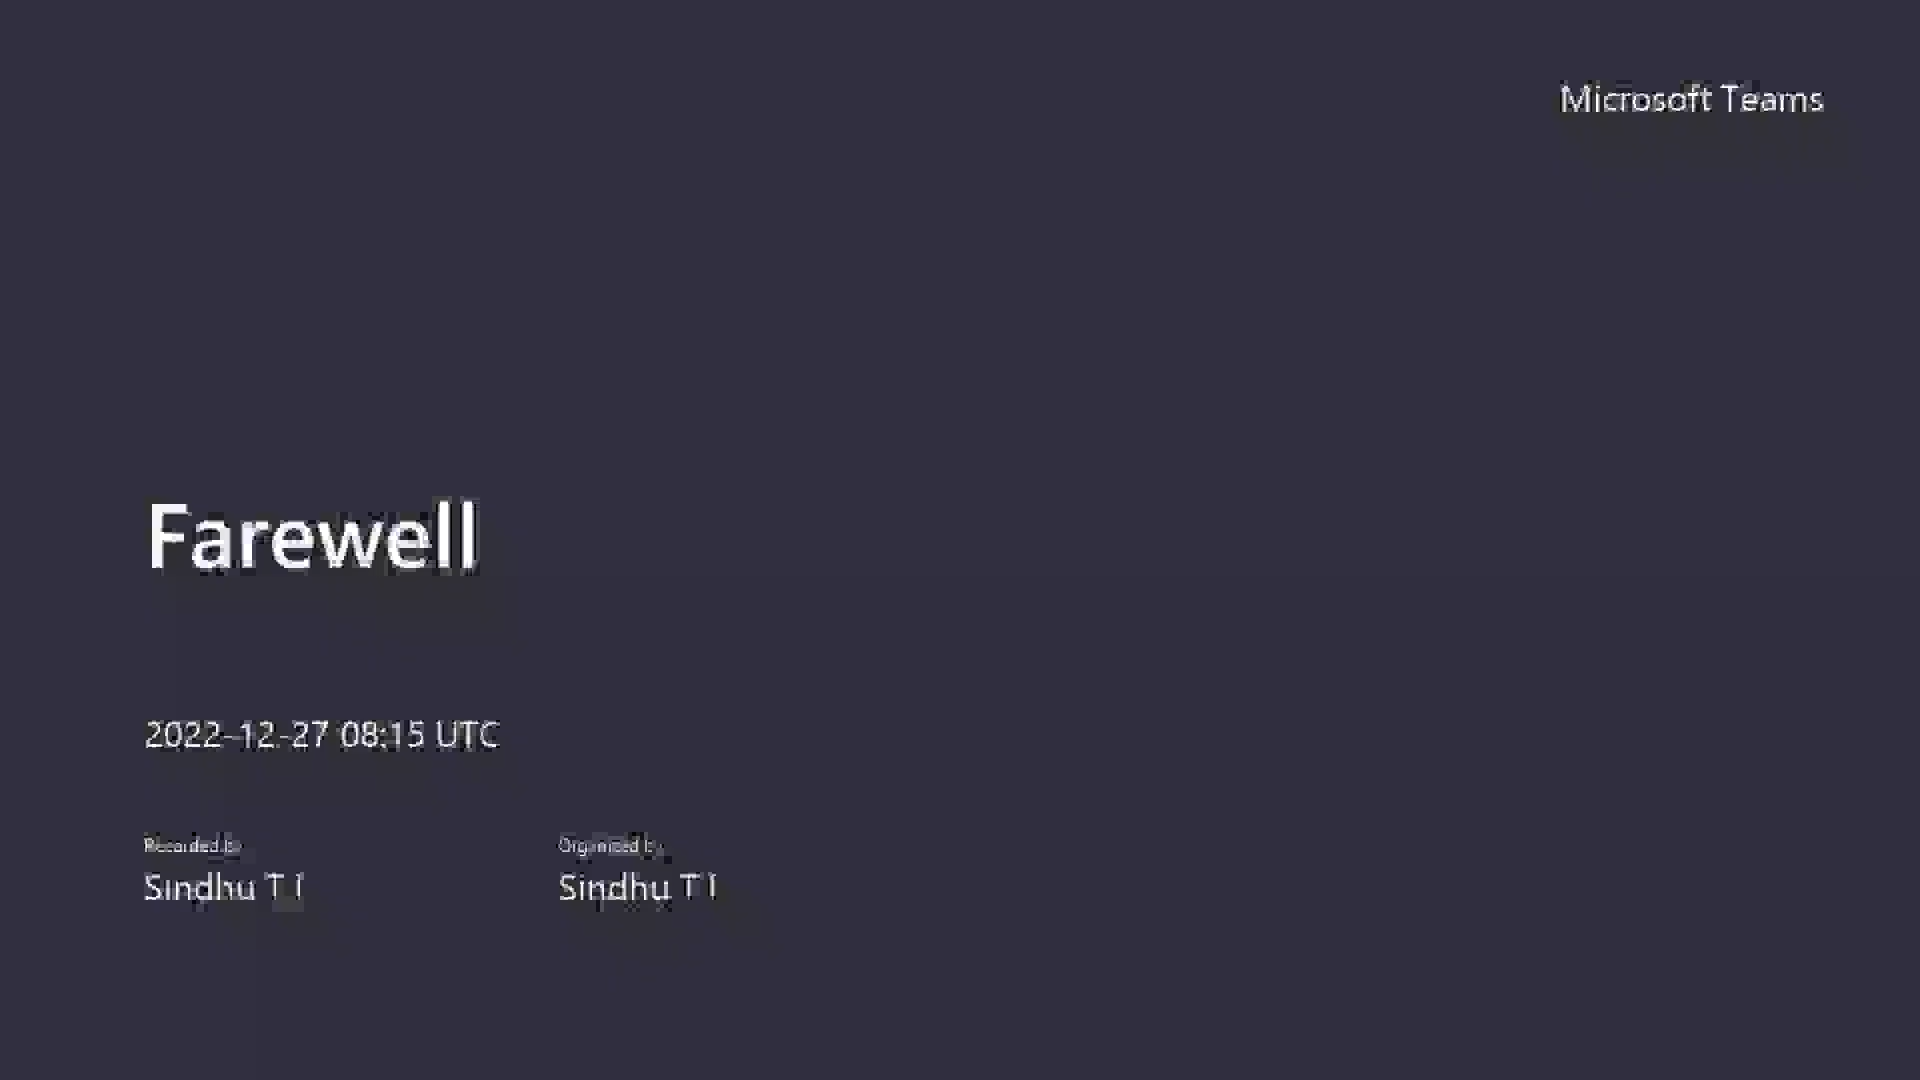 Microsoft Teams
Farewell
2022-12-27 08:15 UTC
Recorded by
Organized by
Sindhu T I
Sindhu T I